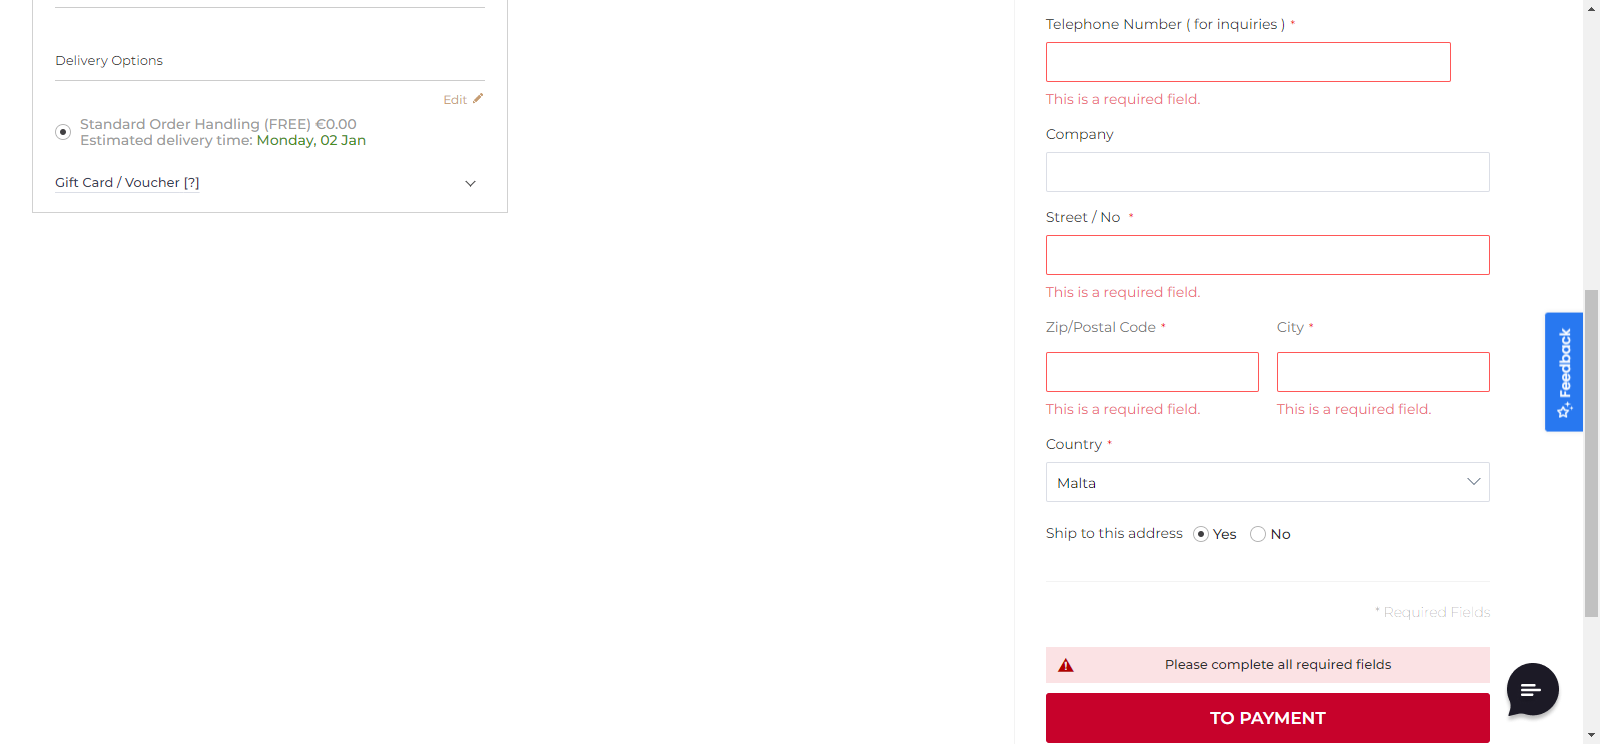 Delivery Options
Edit
Standard Order Handling (FREE) €0.00
Estimated delivery time: Monday, 02 Jan
Gift Card / Voucher [?]
Telephone Number ( for inquiries ) *
This is a required field.
Company
Street / No *
This is a required field.
Zip/Postal Code * City *
This is a required field. This is a required field.
Country *
Malta
Ship to this address Yes No
* Required Fields
Please complete all required fields
TO PAYMENT
Feedback